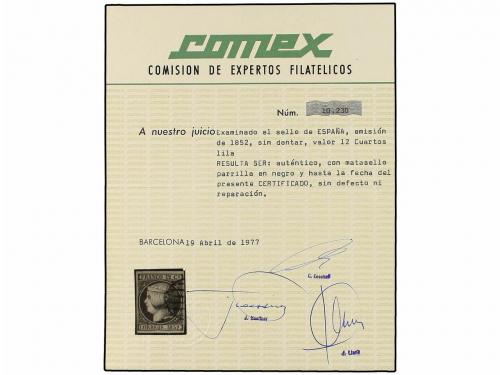 comex
COMISION DE EXPERTOS FILATELICOS
Núm. 10.230
A nuestro juicio Examinado el sello de ESPAÑA, emisión
de 1852, sin dentar, valor 12 Cuartos
lila
RESULTA SER: auténtico, con matasello
parrilla en negro y hasta la fecha del
presente CERTIFICADO, sin defecto ni
reparación.
BARCELONA 19 Abril de 1977
CORREOS 1852